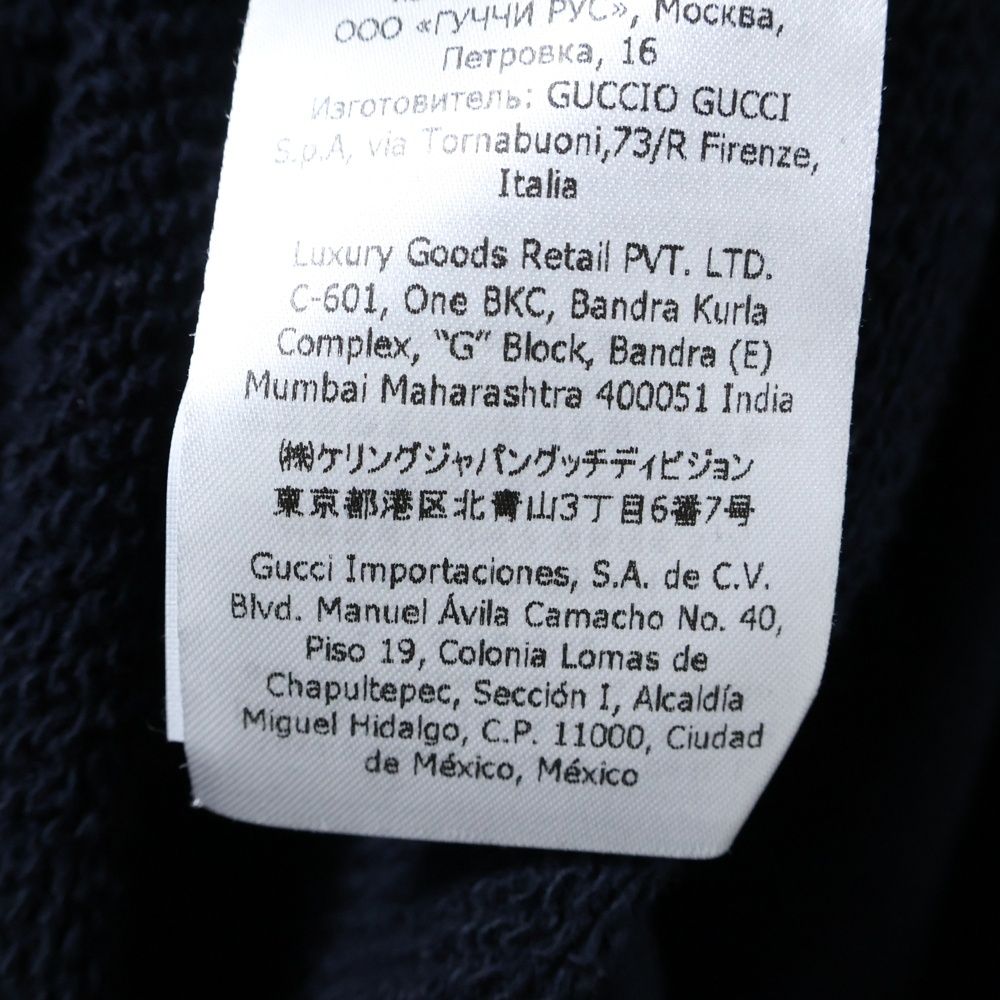 ООО «ГУЧЧИ РУС», Москва,
Петровка, 16
Изготовитель: GUCCIO GUCCI
S.p.A, via Tornabuoni,73/R Firenze,
Italia
Luxury Goods Retail PVT. LTD.
C-601, One BKC, Bandra Kurla
Complex, "G" Block, Bandra (E)
Mumbai Maharashtra 400051 India
㈱ケリングジャパングッチディビジョン
東京都港区北青山3丁目6番7号
Gucci Importaciones, S.A. de C.V.
Blvd. Manuel Ávila Camacho No. 40,
Piso 19, Colonia Lomas de
Chapultepec, Sección I, Alcaldía
Miguel Hidalgo, C.P. 11000, Ciudad
de México, México